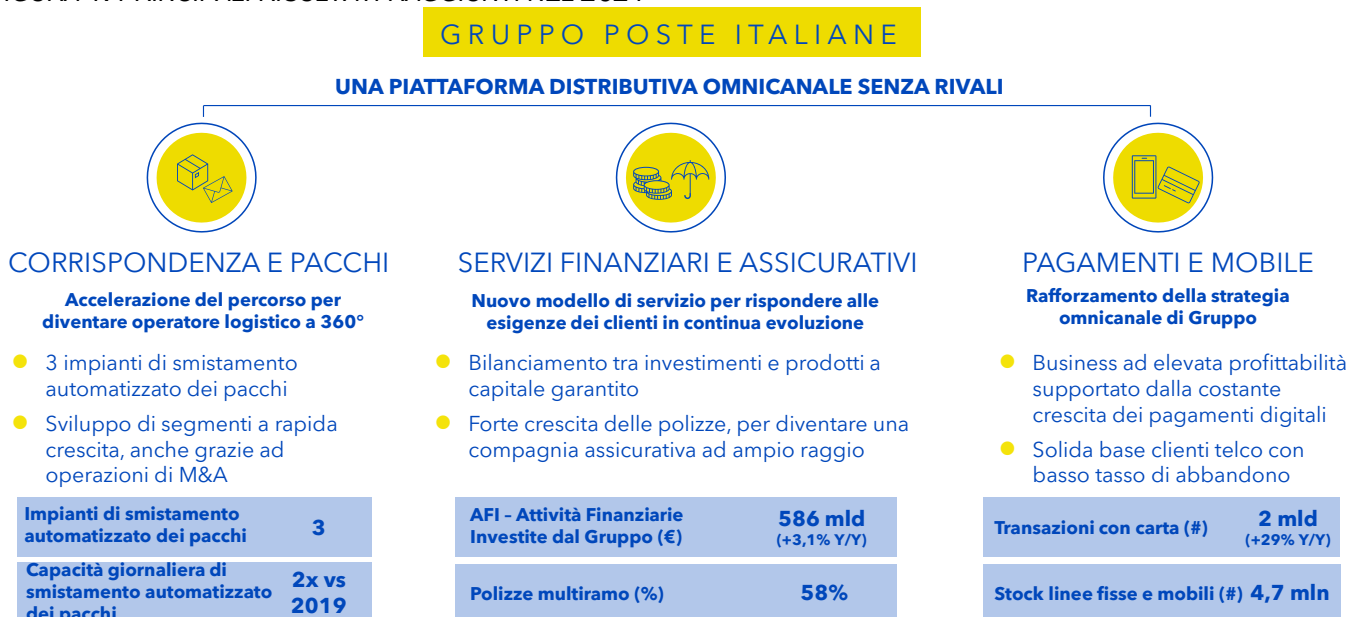 GRUPPO POSTE ITALIANE
UNA PIATTAFORMA DISTRIBUTIVA OMNICANALE SENZA RIVALI
CORRISPONDENZA E PACCHI
Accelerazione del percorso per
diventare operatore logistico a 360°
3 impianti di smistamento
automatizzato dei pacchi
Sviluppo di segmenti a rapida
crescita, anche grazie ad
operazioni di M&A
Impianti di smistamento
automatizzato dei pacchi
3
Capacità giornaliera di
smistamento automatizzato
dei pacchi
2x vs
2019
SERVIZI FINANZIARI E ASSICURATIVI
Nuovo modello di servizio per rispondere alle
esigenze dei clienti in continua evoluzione
Bilanciamento tra investimenti e prodotti a
capitale garantito
Forte crescita delle polizze, per diventare una
compagnia assicurativa ad ampio raggio
AFI – Attività Finanziarie
Investite dal Gruppo (€)
586 mld
(+3,1% Y/Y)
Polizze multiramo (%)
58%
PAGAMENTI E MOBILE
Rafforzamento della strategia
omnicanale di Gruppo
Business ad elevata profittabilità
supportato dalla costante
crescita dei pagamenti digitali
Solida base clienti telco con
basso tasso di abbandono
Transazioni con carta (#)
2 mld
(+29% Y/Y)
Stock linee fisse e mobili (#) 4,7 mln